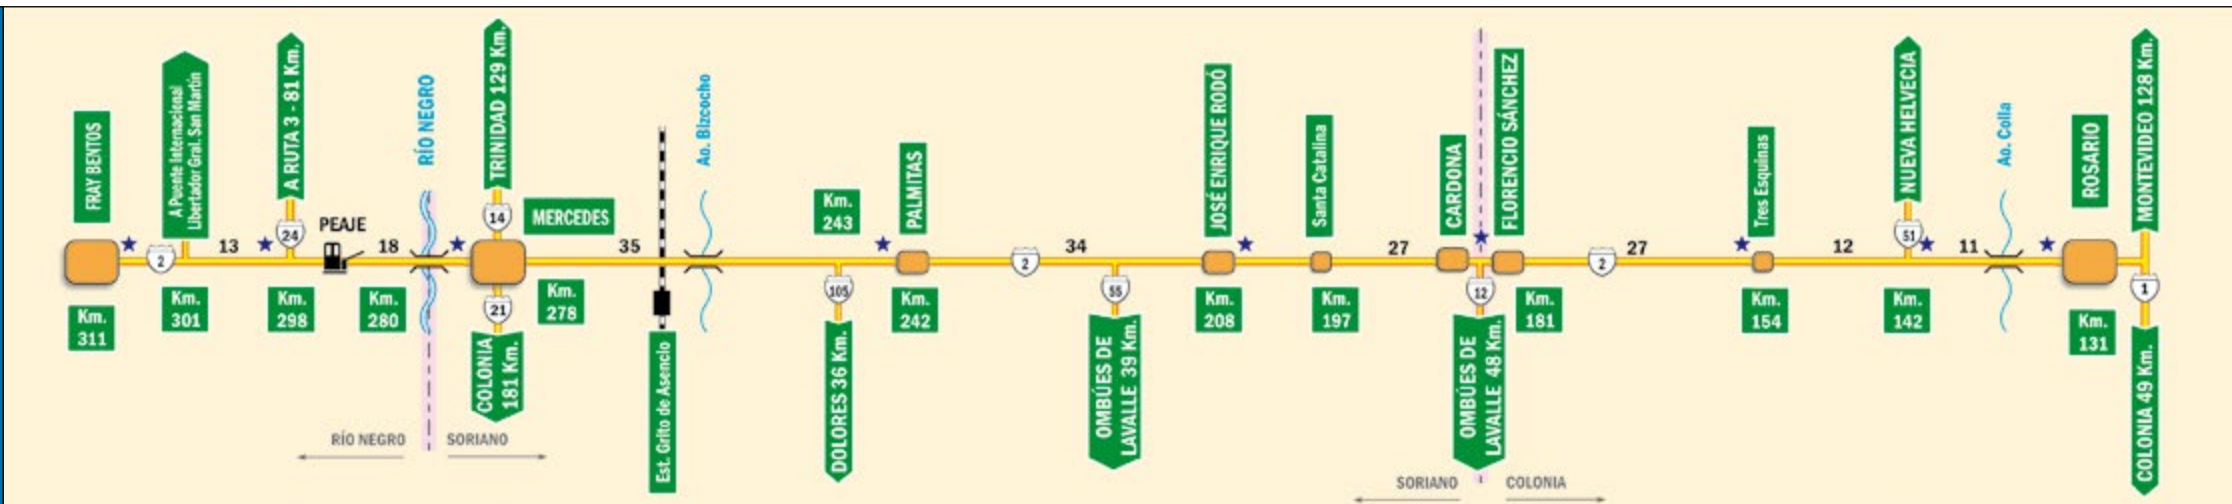 FRAY BENTOS
Km.
311
2
A Puente Internacional
Libertador Gral. San Martín
Km.
301
13
A RUTA 3 - 81 Km.
24
Km.
298
PEAJE
18
Km.
280
RÍO NEGRO
RÍO NEGRO
SORIANO
TRINIDAD 129 Km.
14
MERCEDES
21
COLONIA
181 Km.
Km.
278
35
Est. Grito de Asencio
Ao. Bizcocho
Km.
243
105
DOLORES 36 Km.
PALMITAS
Km.
242
2
34
55
OMBÚES DE
LAVALLE 39 Km.
JOSÉ ENRIQUE RODÓ
Km.
208
Santa Catalina
Km.
197
27
CARDONA
FLORENCIO SÁNCHEZ
12
OMBÚES DE
LAVALLE 48 Km.
Km.
181
SORIANO
COLONIA
2
27
Tres Esquinas
Km.
154
12
NUEVA HELVECIA
51
Km.
142
11
Ao. Colla
ROSARIO
Km.
131
MONTEVIDEO 128 Km.
1
COLONIA 49 Km.